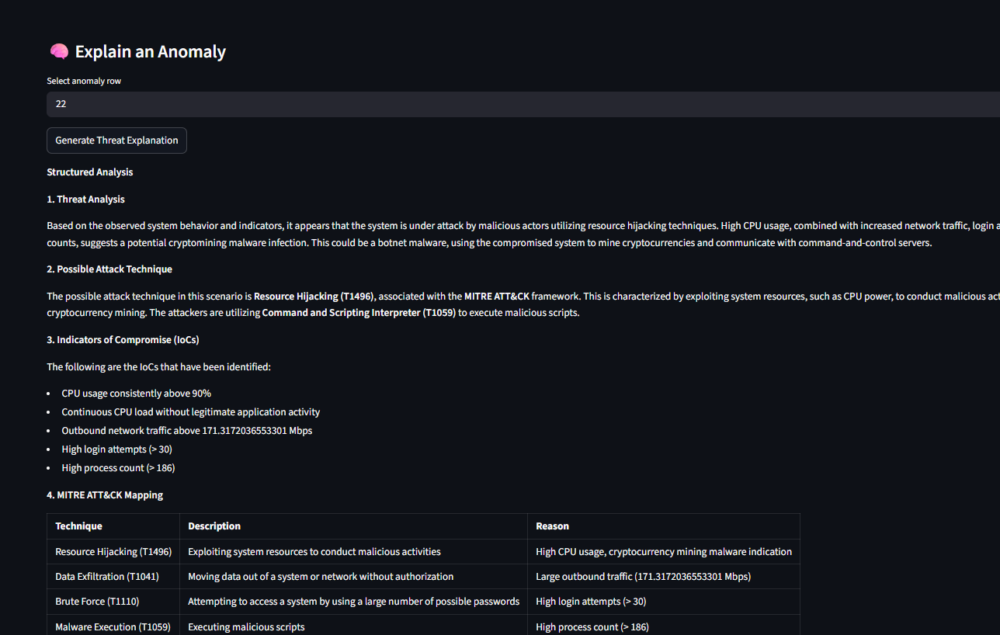 Explain an Anomaly
Select anomaly row
22
Generate Threat Explanation
Structured Analysis
1. Threat Analysis
Based on the observed system behavior and indicators, it appears that the system is under attack by malicious actors utilizing resource hijacking techniques. High CPU usage, combined with increased network traffic, login
counts, suggests a potential cryptomining malware infection. This could be a botnet malware, using the compromised system to mine cryptocurrencies and communicate with command-and-control servers.
2. Possible Attack Technique
The possible attack technique in this scenario is Resource Hijacking (T1496), associated with the MITRE ATT&CK framework. This is characterized by exploiting system resources, such as CPU power, to conduct malicious
cryptocurrency mining. The attackers are utilizing Command and Scripting Interpreter (T1059) to execute malicious scripts.
3. Indicators of Compromise (IoCs)
The following are the IoCs that have been identified:
• CPU usage consistently above 90%
• Continuous CPU load without legitimate application activity
• Outbound network traffic above 171.3172036553301 Mbps
• High login attempts (> 30)
• High process count (> 186)
4. MITRE ATT&CK Mapping
Technique Description Reason
Resource Hijacking (T1496) Exploiting system resources to conduct malicious activities High CPU usage, cryptocurrency mining malware indication
Data Exfiltration (T1041) Moving data out of a system or network without authorization Large outbound traffic (171.3172036553301 Mbps)
Brute Force (T1110) Attempting to access a system by using a large number of possible passwords High login attempts (> 30)
Malware Execution (T1059) Executing malicious scripts High process count (> 186)